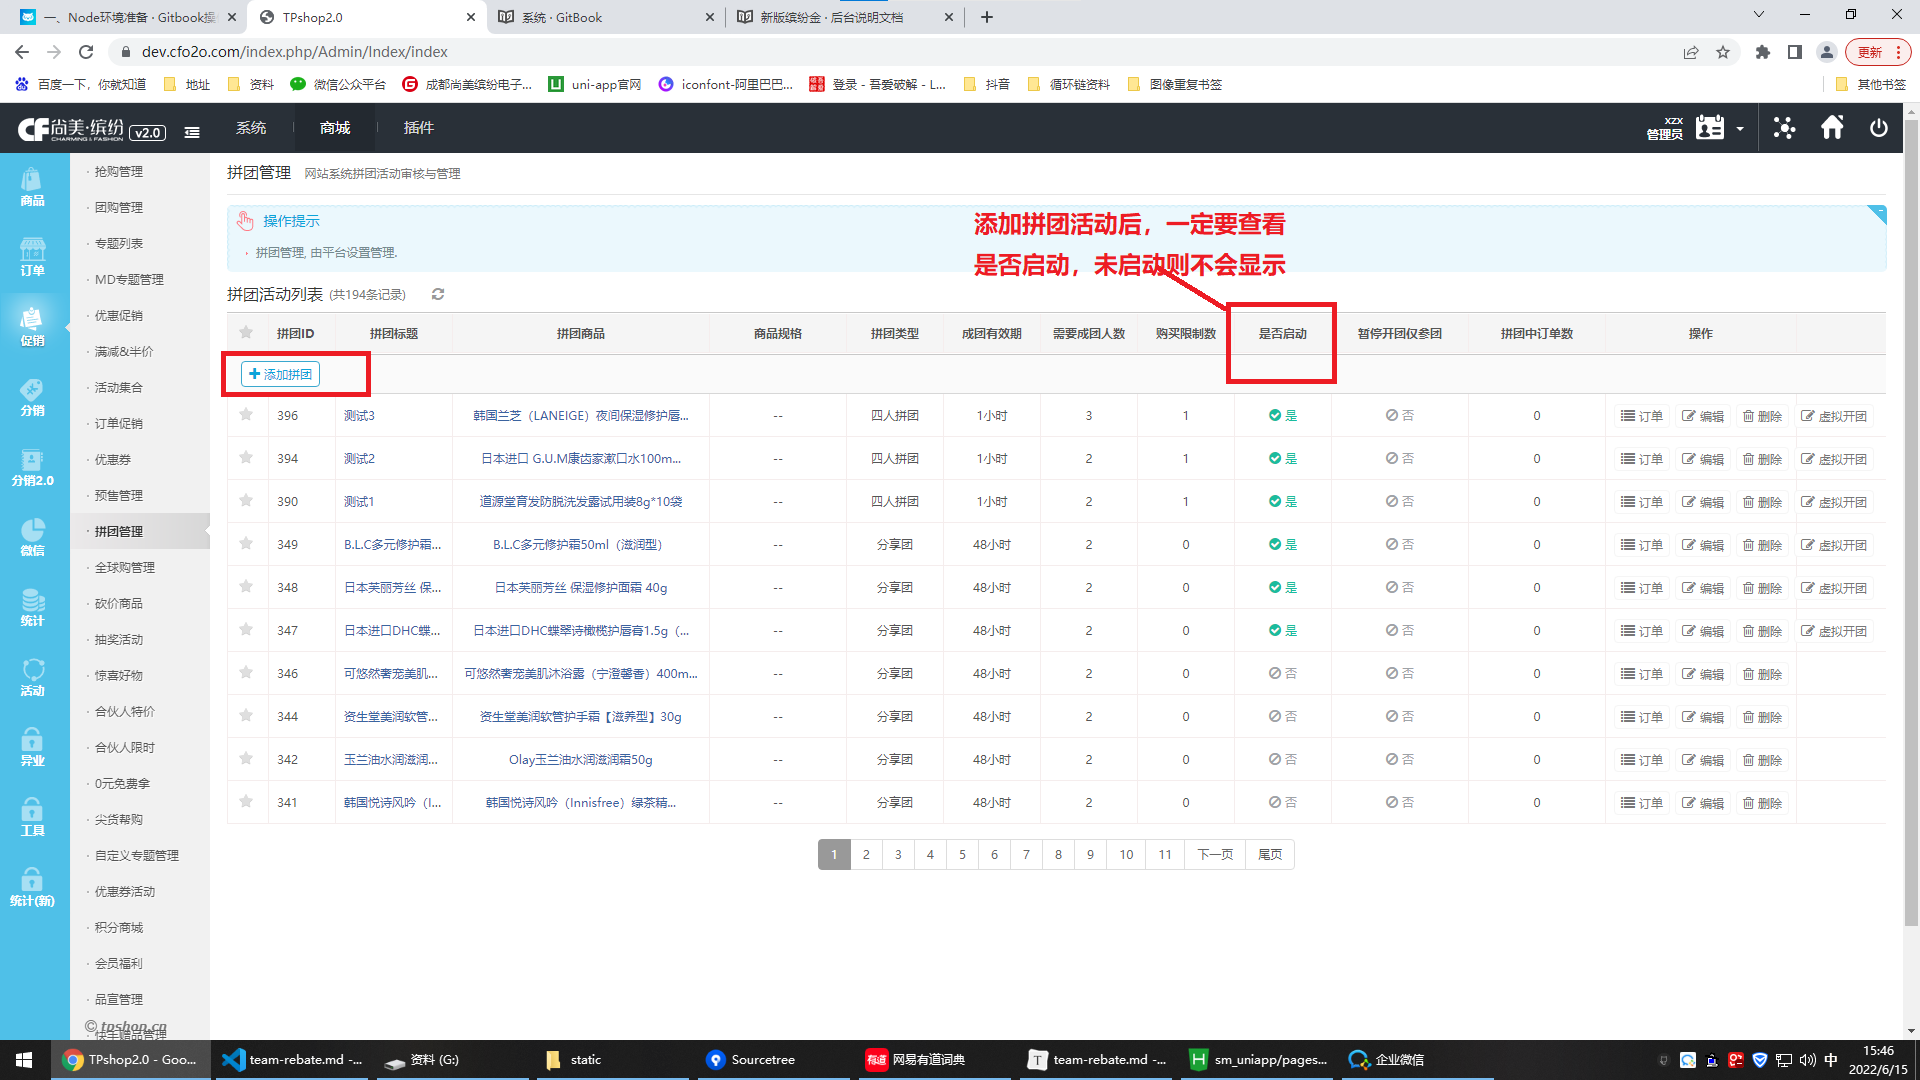 一、Node环境准备 · Gitbook操
TPshop2.0
系统 · GitBook
新版缤纷金 · 后台说明文档
dev.cfo2o.com/index.php/Admin/Index/index
更新
百度一下，你就知道
地址
资料
微信公众平台
成都尚美缤纷电子...
uni-app官网
iconfont-阿里巴巴...
登录 - 吾爱破解 - L...
抖音
循环链资料
图像重复书签
其他书签
CF尚美·缤纷 v2.0
CHARMING & FASHION
系统
商城
插件
xzx
管理员
商品
订单
促销
分销
分销2.0
微信
统计
活动
异业
工具
统计(新)
· 抢购管理
· 团购管理
· 专题列表
· MD专题管理
· 优惠促销
· 满减&半价
· 活动集合
· 订单促销
· 优惠券
· 预售管理
· 拼团管理
· 全球购管理
· 砍价商品
· 抽奖活动
· 惊喜好物
· 合伙人特价
· 合伙人限时
· 0元免费拿
· 尖货帮购
· 自定义专题管理
· 优惠券活动
· 积分商城
· 会员福利
· 品宣管理
© tpshop.cn
· 快手赠品管理
拼团管理 网站系统拼团活动审核与管理
操作提示
拼团管理, 由平台设置管理.
添加拼团活动后，一定要查看
是否启动，未启动则不会显示
拼团活动列表 (共194条记录)
拼团ID 拼团标题 拼团商品 商品规格 拼团类型 成团有效期 需要成团人数 购买限制数 是否启动 暂停开团仅参团 拼团中订单数 操作
添加拼团
396 测试3 韩国兰芝（LANEIGE）夜间保湿修护唇... -- 四人拼团 1小时 3 1 是 否 0 订单 编辑 删除 虚拟开团
394 测试2 日本进口 G.U.M康齿家漱口水100m... -- 四人拼团 1小时 2 1 是 否 0 订单 编辑 删除 虚拟开团
390 测试1 道源堂育发防脱洗发露试用装8g*10袋 -- 四人拼团 1小时 2 1 是 否 0 订单 编辑 删除 虚拟开团
349 B.L.C多元修护霜... B.L.C多元修护霜50ml（滋润型） -- 分享团 48小时 2 0 是 否 0 订单 编辑 删除 虚拟开团
348 日本芙丽芳丝 保... 日本芙丽芳丝 保湿修护面霜 40g -- 分享团 48小时 2 0 是 否 0 订单 编辑 删除 虚拟开团
347 日本进口DHC蝶... 日本进口DHC蝶翠诗橄榄护唇膏1.5g（... -- 分享团 48小时 2 0 是 否 0 订单 编辑 删除 虚拟开团
346 可悠然奢宠美肌... 可悠然奢宠美肌沐浴露（宁澄馨香）400m... -- 分享团 48小时 2 0 否 否 0 订单 编辑 删除
344 资生堂美润软管... 资生堂美润软管护手霜【滋养型】30g -- 分享团 48小时 2 0 否 否 0 订单 编辑 删除
342 玉兰油水润滋润... Olay玉兰油水润滋润霜50g -- 分享团 48小时 2 0 否 否 0 订单 编辑 删除
341 韩国悦诗风吟（I... 韩国悦诗风吟（Innisfree）绿茶精... -- 分享团 48小时 2 0 否 否 0 订单 编辑 删除
1 2 3 4 5 6 7 8 9 10 11 下一页 尾页
TPshop2.0 - Goo...
team-rebate.md -...
资料 (G:)
static
Sourcetree
有道 网易有道词典
team-rebate.md -...
sm_uniapp/pages...
企业微信
中
15:46
2022/6/15